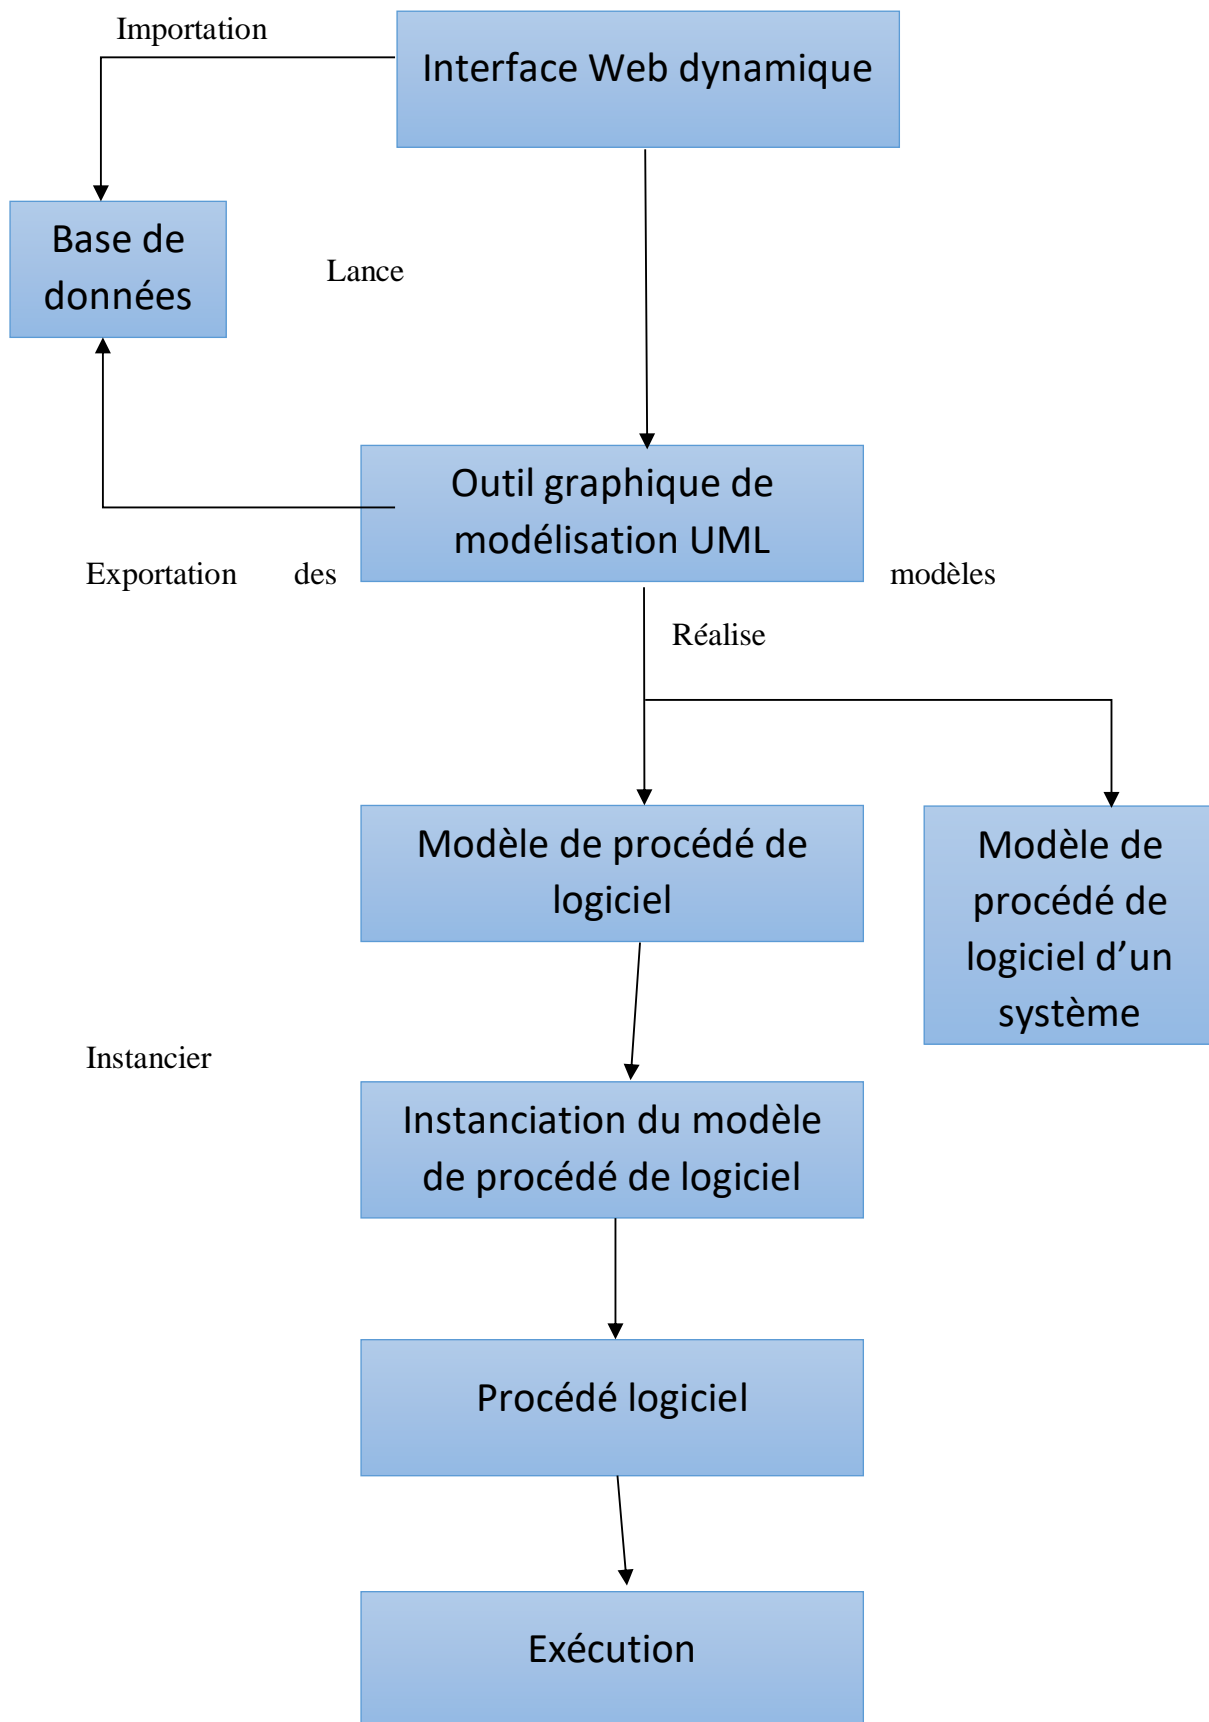 Importation
Interface Web dynamique
Base de
données
Lance
Outil graphique de
modélisation UML
Exportation des modèles
Réalise
Modèle de procédé de
logiciel
Modèle de
procédé de
logiciel d’un
système
Instancier
Instanciation du modèle
de procédé de logiciel
Procédé logiciel
Exécution